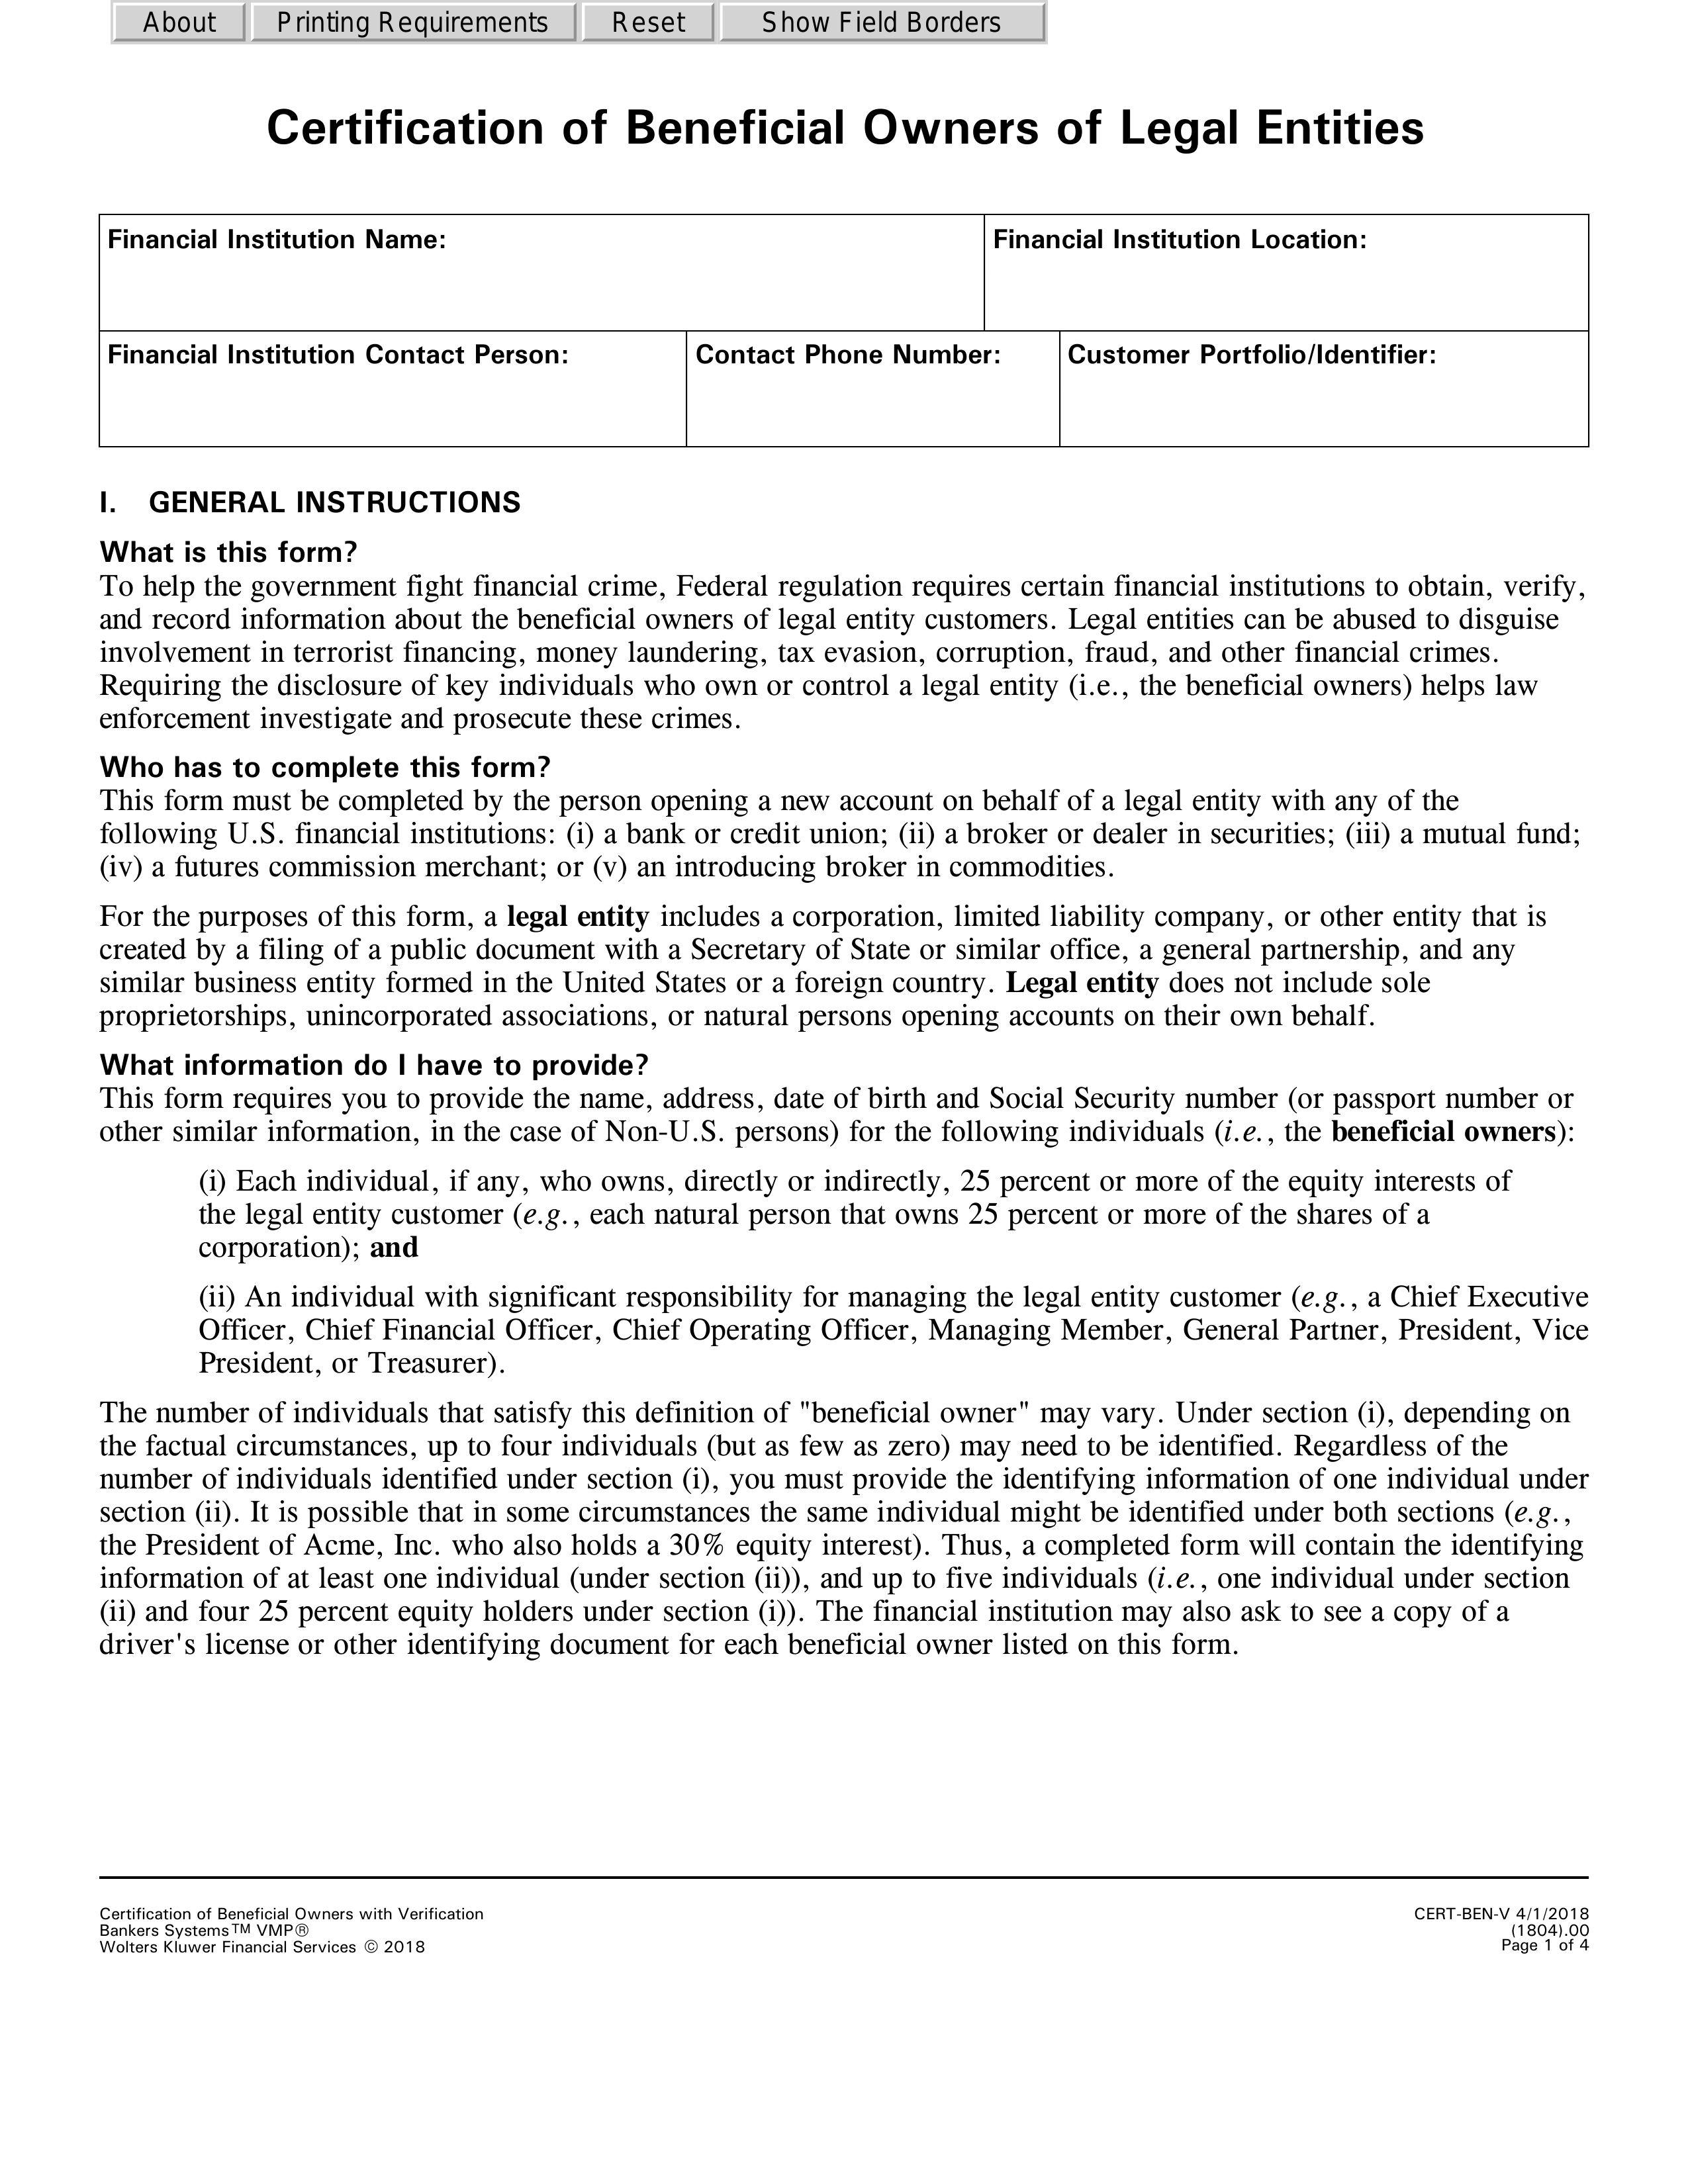 About Printing Requirements Reset Show Field Borders
Certification of Beneficial Owners of Legal Entities
Financial Institution Name: Financial Institution Location:
Financial Institution Contact Person: Contact Phone Number: Customer Portfolio/Identifier:
I. GENERAL INSTRUCTIONS
What is this form?
To help the government fight financial crime, Federal regulation requires certain financial institutions to obtain, verify,
and record information about the beneficial owners of legal entity customers. Legal entities can be abused to disguise
involvement in terrorist financing, money laundering, tax evasion, corruption, fraud, and other financial crimes.
Requiring the disclosure of key individuals who own or control a legal entity (i.e., the beneficial owners) helps law
enforcement investigate and prosecute these crimes.
Who has to complete this form?
This form must be completed by the person opening a new account on behalf of a legal entity with any of the
following U.S. financial institutions: (i) a bank or credit union; (ii) a broker or dealer in securities; (iii) a mutual fund;
(iv) a futures commission merchant; or (v) an introducing broker in commodities.
For the purposes of this form, a legal entity includes a corporation, limited liability company, or other entity that is
created by a filing of a public document with a Secretary of State or similar office, a general partnership, and any
similar business entity formed in the United States or a foreign country. Legal entity does not include sole
proprietorships, unincorporated associations, or natural persons opening accounts on their own behalf.
What information do I have to provide?
This form requires you to provide the name, address, date of birth and Social Security number (or passport number or
other similar information, in the case of Non-U.S. persons) for the following individuals (i.e., the beneficial owners):
(i) Each individual, if any, who owns, directly or indirectly, 25 percent or more of the equity interests of
the legal entity customer (e.g., each natural person that owns 25 percent or more of the shares of a
corporation); and
(ii) An individual with significant responsibility for managing the legal entity customer (e.g., a Chief Executive
Officer, Chief Financial Officer, Chief Operating Officer, Managing Member, General Partner, President, Vice
President, or Treasurer).
The number of individuals that satisfy this definition of "beneficial owner" may vary. Under section (i), depending on
the factual circumstances, up to four individuals (but as few as zero) may need to be identified. Regardless of the
number of individuals identified under section (i), you must provide the identifying information of one individual under
section (ii). It is possible that in some circumstances the same individual might be identified under both sections (e.g.,
the President of Acme, Inc. who also holds a 30% equity interest). Thus, a completed form will contain the identifying
information of at least one individual (under section (ii)), and up to five individuals (i.e., one individual under section
(ii) and four 25 percent equity holders under section (i)). The financial institution may also ask to see a copy of a
driver's license or other identifying document for each beneficial owner listed on this form.
Certification of Beneficial Owners with Verification CERT-BEN-V 4/1/2018
Bankers Systems™ VMP® (1804).00
Wolters Kluwer Financial Services © 2018 Page 1 of 4